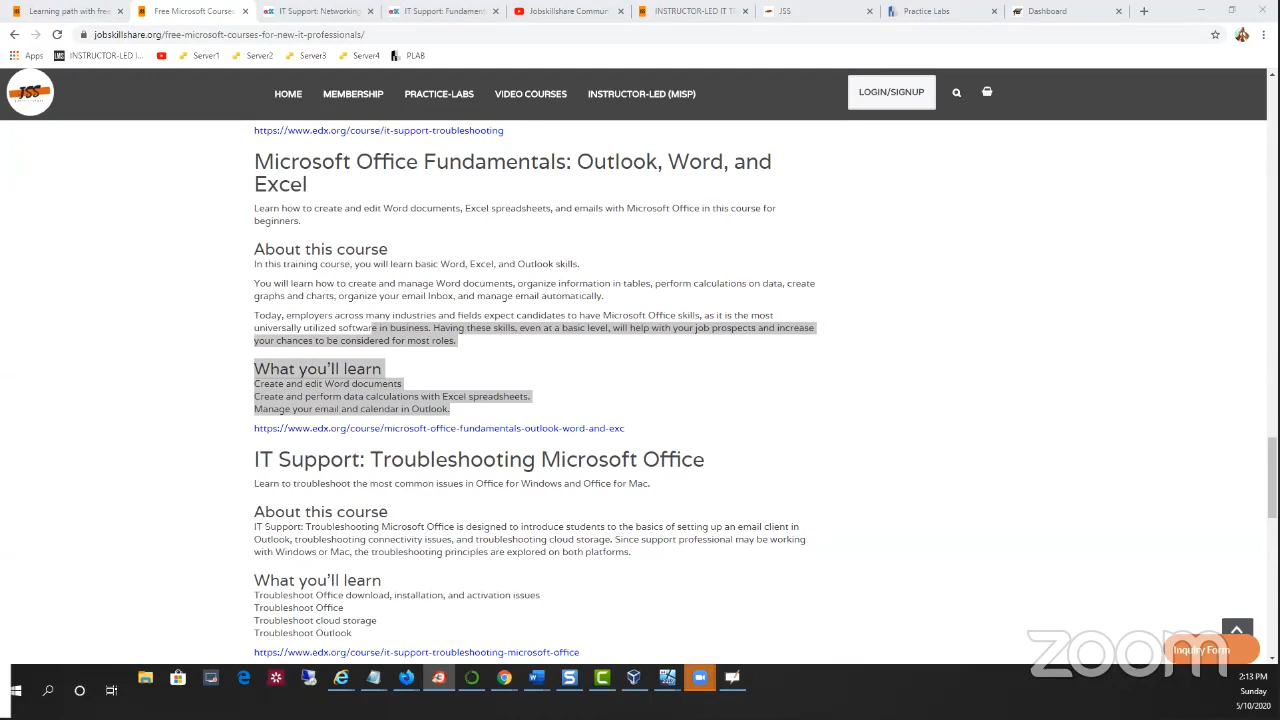 Learning path with free
Free Microsoft Courses
IT Support: Networking
IT Support: Fundament
Jobskillshare Commun
INSTRUCTOR-LED IT TR
JSS
Practice Labs
Dashboard
jobskillshare.org/free-microsoft-courses-for-new-it-professionals/
Apps
INSTRUCTOR-LED I...
Server1
Server2
Server3
Server4
PLAB
JSS
HOME
MEMBERSHIP
PRACTICE-LABS
VIDEO COURSES
INSTRUCTOR-LED (MISP)
LOGIN/SIGNUP
https://www.edx.org/course/it-support-troubleshooting
Microsoft Office Fundamentals: Outlook, Word, and
Excel
Learn how to create and edit Word documents, Excel spreadsheets, and emails with Microsoft Office in this course for
beginners.
About this course
In this training course, you will learn basic Word, Excel, and Outlook skills.
You will learn how to create and manage Word documents, organize information in tables, perform calculations on data, create
graphs and charts, organize your email Inbox, and manage email automatically.
Today, employers across many industries and fields expect candidates to have Microsoft Office skills, as it is the most
universally utilized software in business. Having these skills, even at a basic level, will help with your job prospects and increase
your chances to be considered for most roles.
What you'll learn
Create and edit Word documents
Create and perform data calculations with Excel spreadsheets.
Manage your email and calendar in Outlook.
https://www.edx.org/course/microsoft-office-fundamentals-outlook-word-and-exc
IT Support: Troubleshooting Microsoft Office
Learn to troubleshoot the most common issues in Office for Windows and Office for Mac.
About this course
IT Support: Troubleshooting Microsoft Office is designed to introduce students to the basics of setting up an email client in
Outlook, troubleshooting connectivity issues, and troubleshooting cloud storage. Since support professional may be working
with Windows or Mac, the troubleshooting principles are explored on both platforms.
What you'll learn
Troubleshoot Office download, installation, and activation issues
Troubleshoot Office
Troubleshoot cloud storage
Troubleshoot Outlook
https://www.edx.org/course/it-support-troubleshooting-microsoft-office
Inquiry Form
zoom
2:13 PM
Sunday
5/10/2020